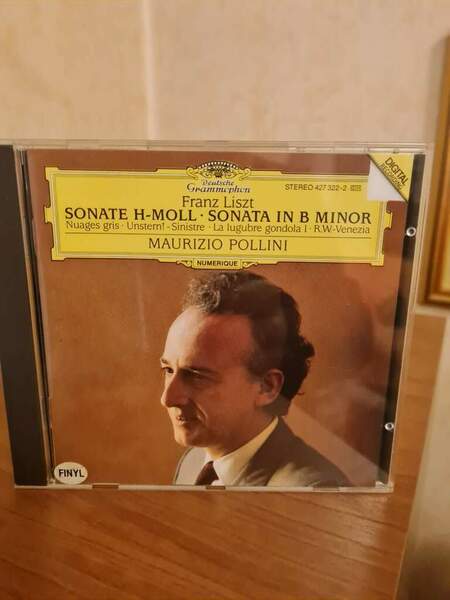 Deutsche
Grammophon
STEREO 427 322-2
DIGITAL
RECORDING
Franz Liszt
SONATE H-MOLL · SONATA IN B MINOR
Nuages gris · Unstern! - Sinistre · La lugubre gondola I · R.W-Venezia
MAURIZIO POLLINI
NUMERIQUE
FINYL